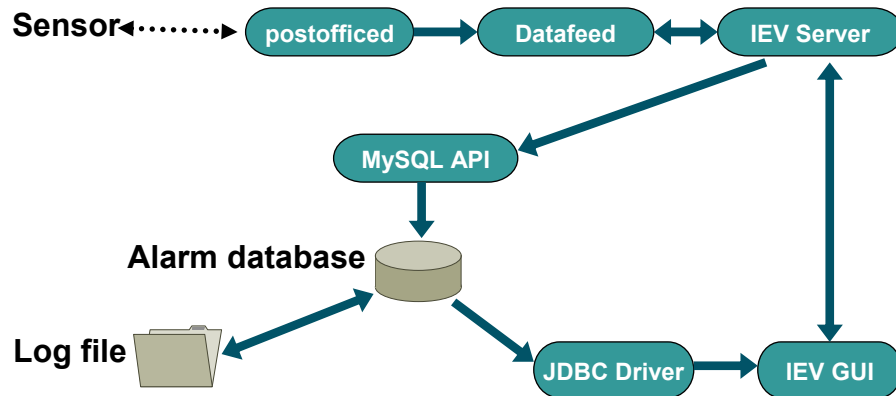 Sensor
postofficed
Datafeed
IEV Server
MySQL API
Alarm database
Log file
JDBC Driver
IEV GUI